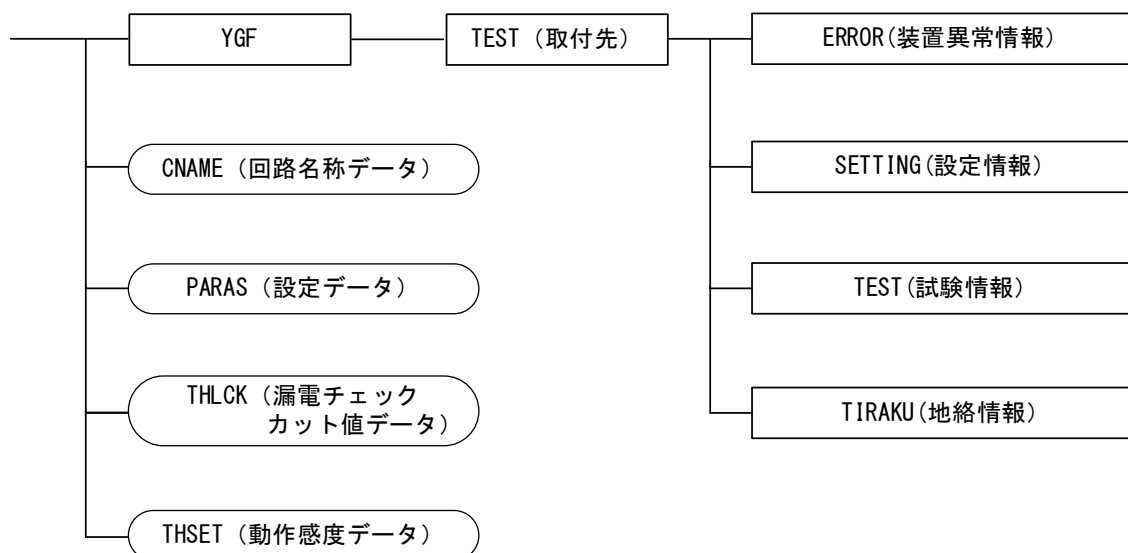 YGF
TEST（取付先）
ERROR(装置異常情報)
CNAME（回路名称データ）
SETTING(設定情報)
PARAS（設定データ）
TEST(試験情報)
THLCK（漏電チェック
カット値データ）
TIRAKU(地絡情報)
THSET（動作感度データ）